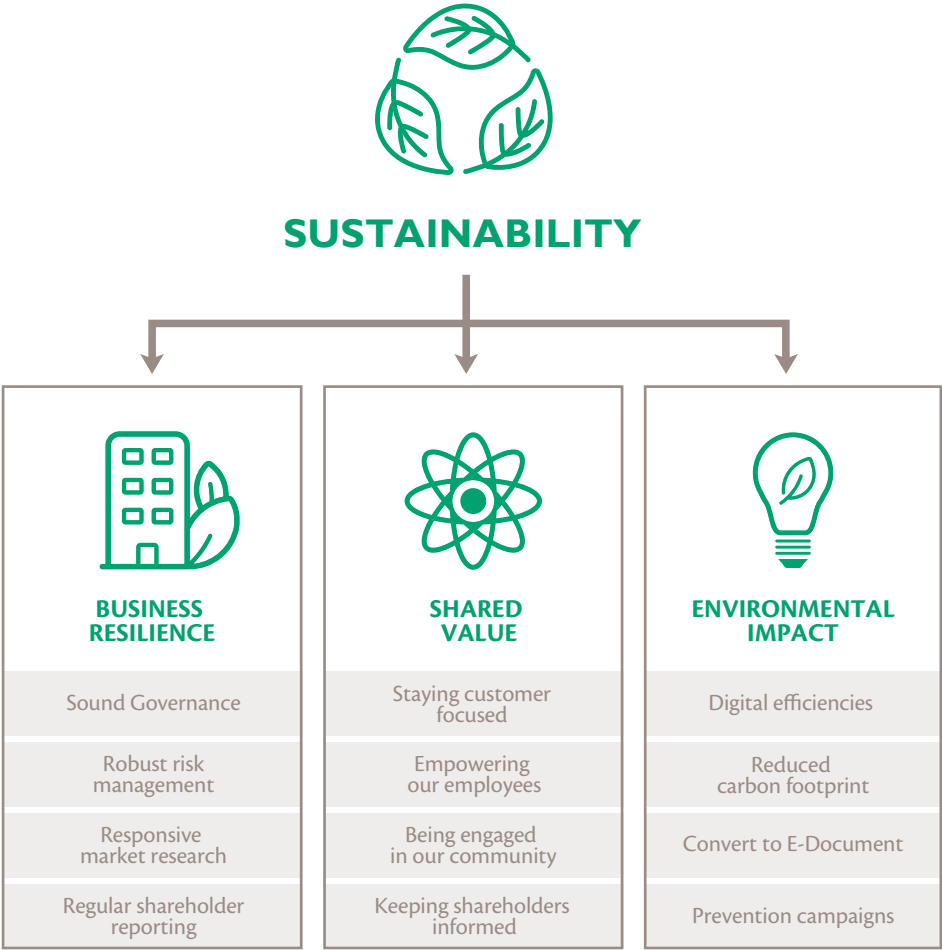 SUSTAINABILITY
BUSINESS
RESILIENCE
Sound Governance
Robust risk
management
Responsive
market research
Regular shareholder
reporting
SHARED
VALUE
Staying customer
focused
Empowering
our employees
Being engaged
in our community
Keeping shareholders
informed
ENVIRONMENTAL
IMPACT
Digital efficiencies
Reduced
carbon footprint
Convert to E-Document
Prevention campaigns